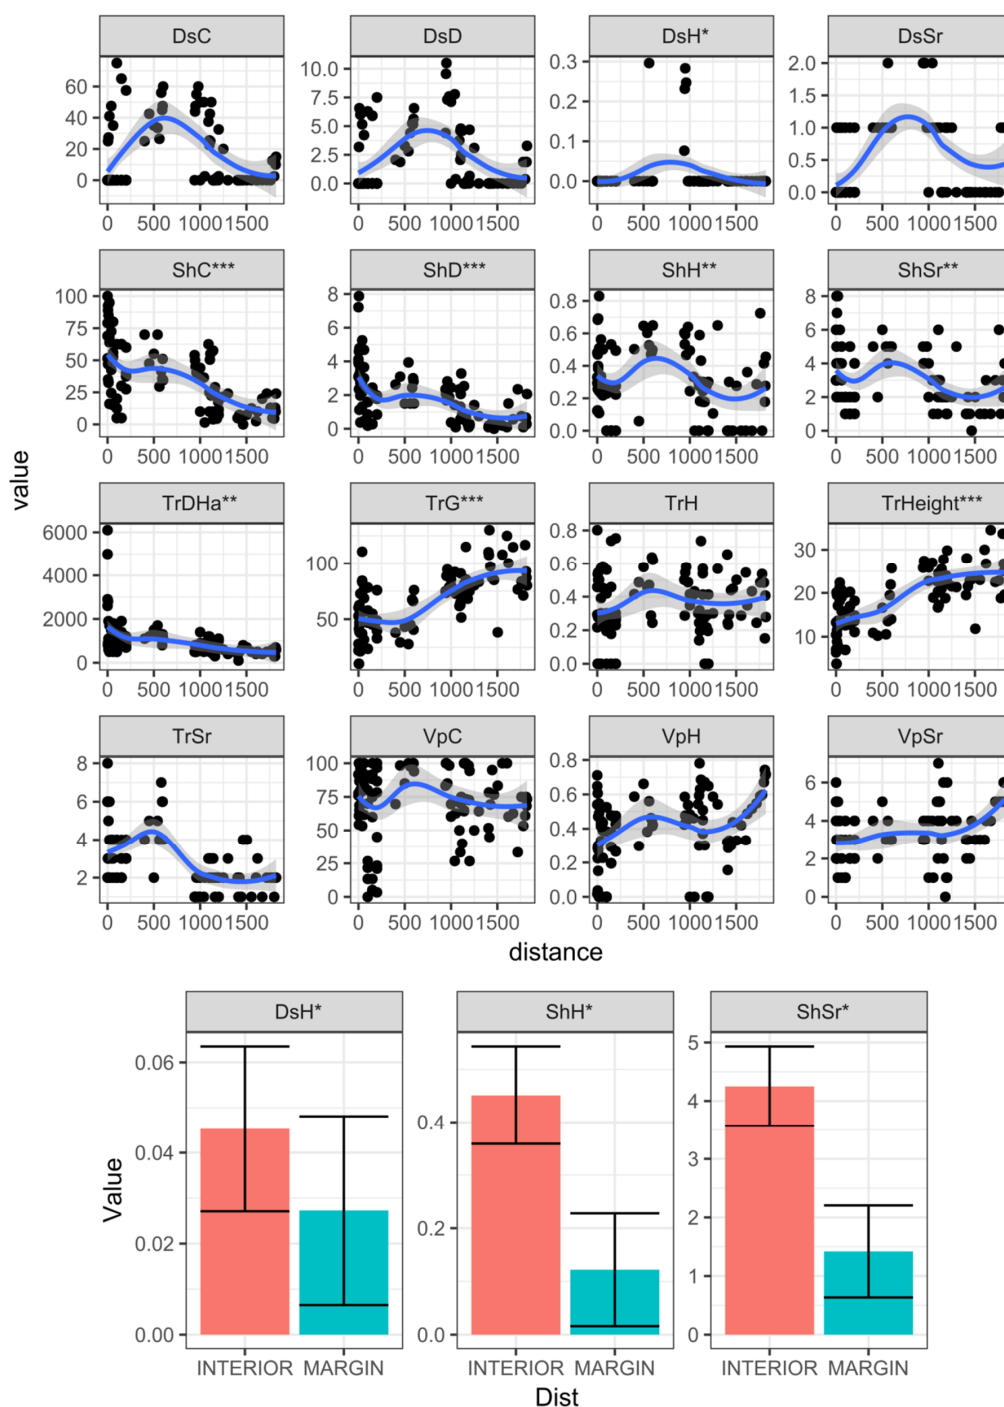 DsC DsD DsH* DsSr
60 10.0 0.3 2.0
40 7.5 0.2 1.5
20 5.0 0.1 1.0
0 2.5 0.0 0.5
0.0 0.0
0 500 1000 1500 0 500 1000 1500 0 500 1000 1500 0 500 1000 1500
ShC*** ShD*** ShH** ShSr**
100 8 0.8 8
75 6 0.6 6
50 4 0.4 4
25 2 0.2 2
0 0 0.0 0
0 500 1000 1500 0 500 1000 1500 0 500 1000 1500 0 500 1000 1500
value
TrDHa** TrG*** TrH TrHeight***
6000 100 0.8 30
4000 50 0.6 20
2000 0.4 10
0 0.2
0.0
0 500 1000 1500 0 500 1000 1500 0 500 1000 1500 0 500 1000 1500
TrSr VpC VpH VpSr
8 100 0.8 6
6 75 0.6 4
4 50 0.4 2
2 25 0.2 0
0 0.0
0 500 1000 1500 0 500 1000 1500 0 500 1000 1500 0 500 1000 1500
distance
DsH* ShH* ShSr*
0.06 0.4 5
0.04 0.2 4
0.02 0.0 3
0.00 2
1
0
Value
INTERIOR MARGIN INTERIOR MARGIN INTERIOR MARGIN
Dist